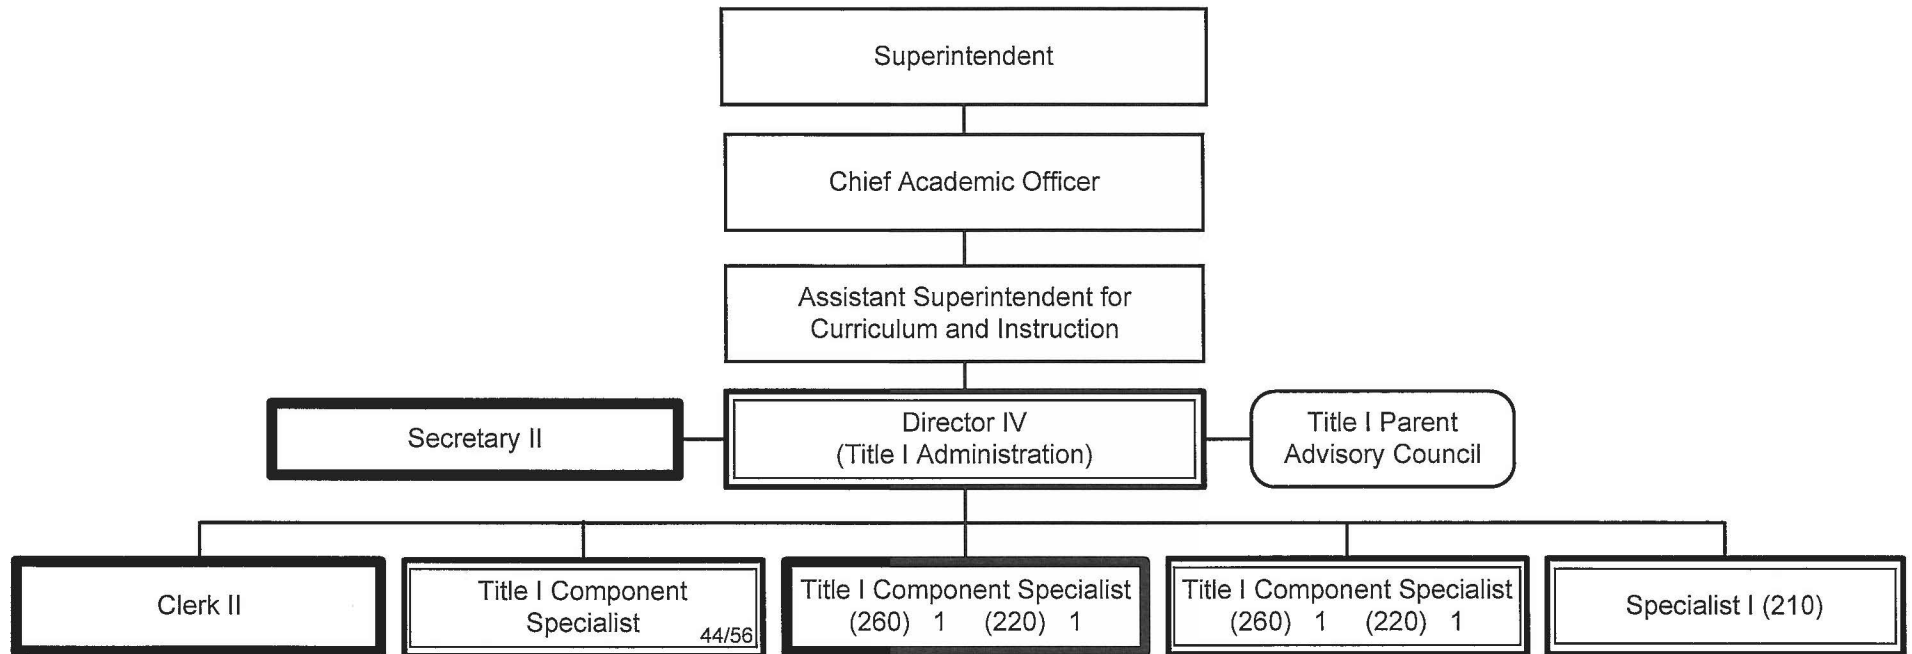 Superintendent
Chief Academic Officer
Assistant Superintendent for
Curriculum and Instruction
Secretary II
Director IV
(Title I Administration)
Title I Parent
Advisory Council
Clerk II
Title I Component
Specialist
44/56
Title I Component Specialist
(260) 1 (220) 1
Title I Component Specialist
(260) 1 (220) 1
Specialist I (210)